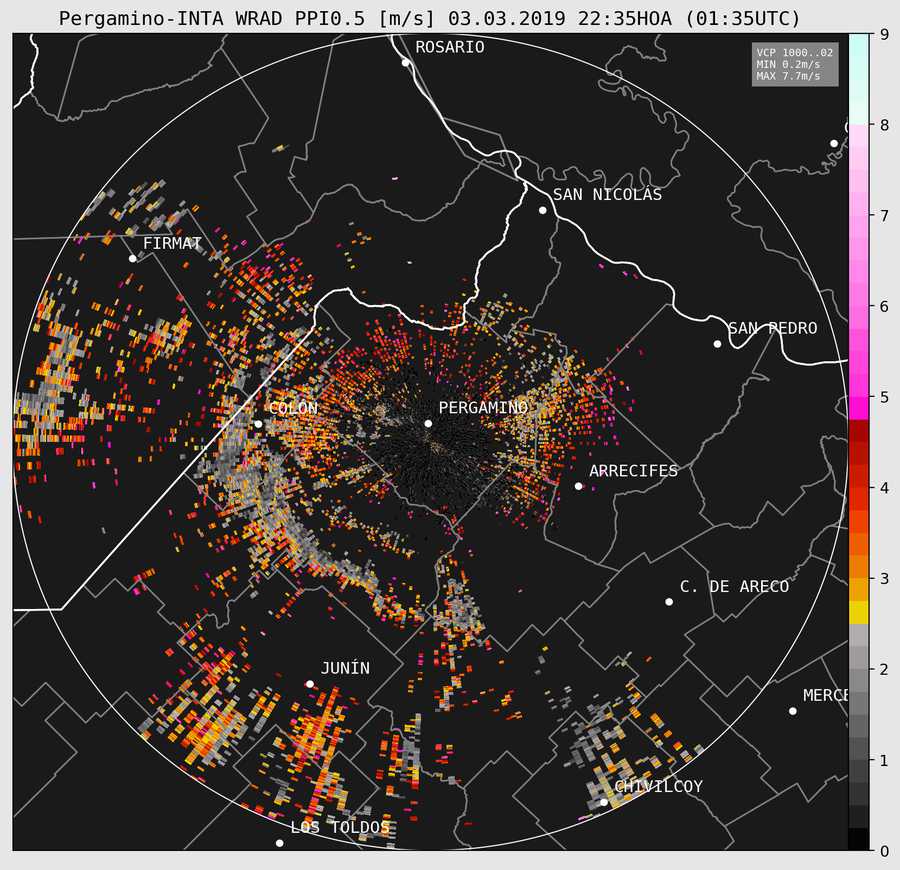 Pergamino-INTA WRAD PPI0.5 [m/s] 03.03.2019 22:35HOA (01:35UTC)
ROSARIO
VCP 1000..02
MIN 0.2m/s
MAX 7.7m/s
SAN NICOLÁS
FIRMAT
SAN PEDRO
COLÓN
PERGAMINO
ARRECIFES
C. DE ARECO
JUNÍN
MERCE
CHIVILCOY
LOS TOLDOS
9
8
7
6
5
4
3
2
1
0